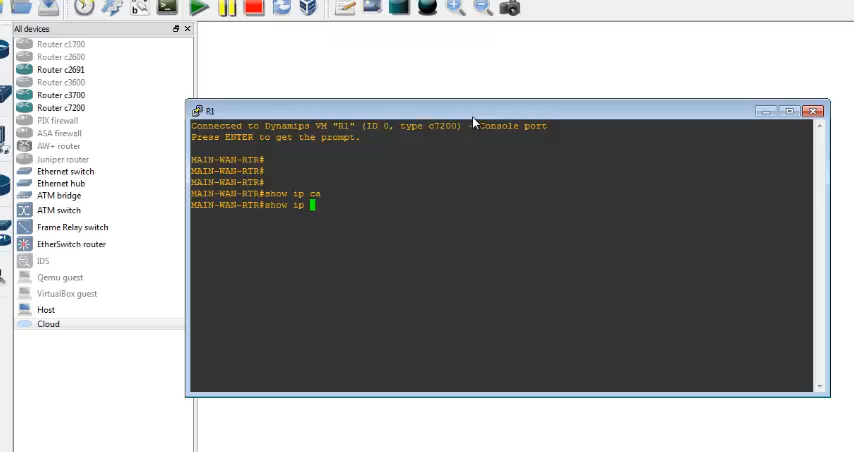 All devices
Router c1700
Router c2600
Router c2691
Router c3600
Router c3700
Router c7200
PIX firewall
ASA firewall
AW+ router
Juniper router
Ethernet switch
Ethernet hub
ATM bridge
ATM switch
Frame Relay switch
EtherSwitch router
IDS
Qemu guest
VirtualBox guest
Host
Cloud
R1
Connected to Dynamips VM "R1" (ID 0, type c7200) - Console port
Press ENTER to get the prompt.
MAIN-WAN-RTR#
MAIN-WAN-RTR#
MAIN-WAN-RTR#
MAIN-WAN-RTR#show ip ca
MAIN-WAN-RTR#show ip